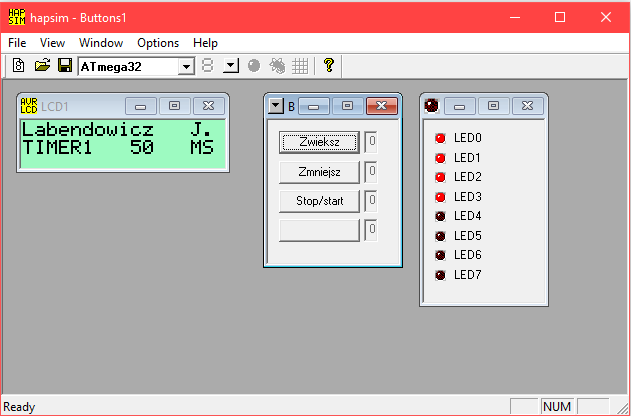 HAP SIM hapsim - Buttons1
File View Window Options Help
ATmega32
AVR LCD LCD1
Labendowicz J.
TIMER1 50 MS
B
Zwieksz 0
Zmniejsz 0
Stop/start 0
0
LED0
LED1
LED2
LED3
LED4
LED5
LED6
LED7
Ready NUM